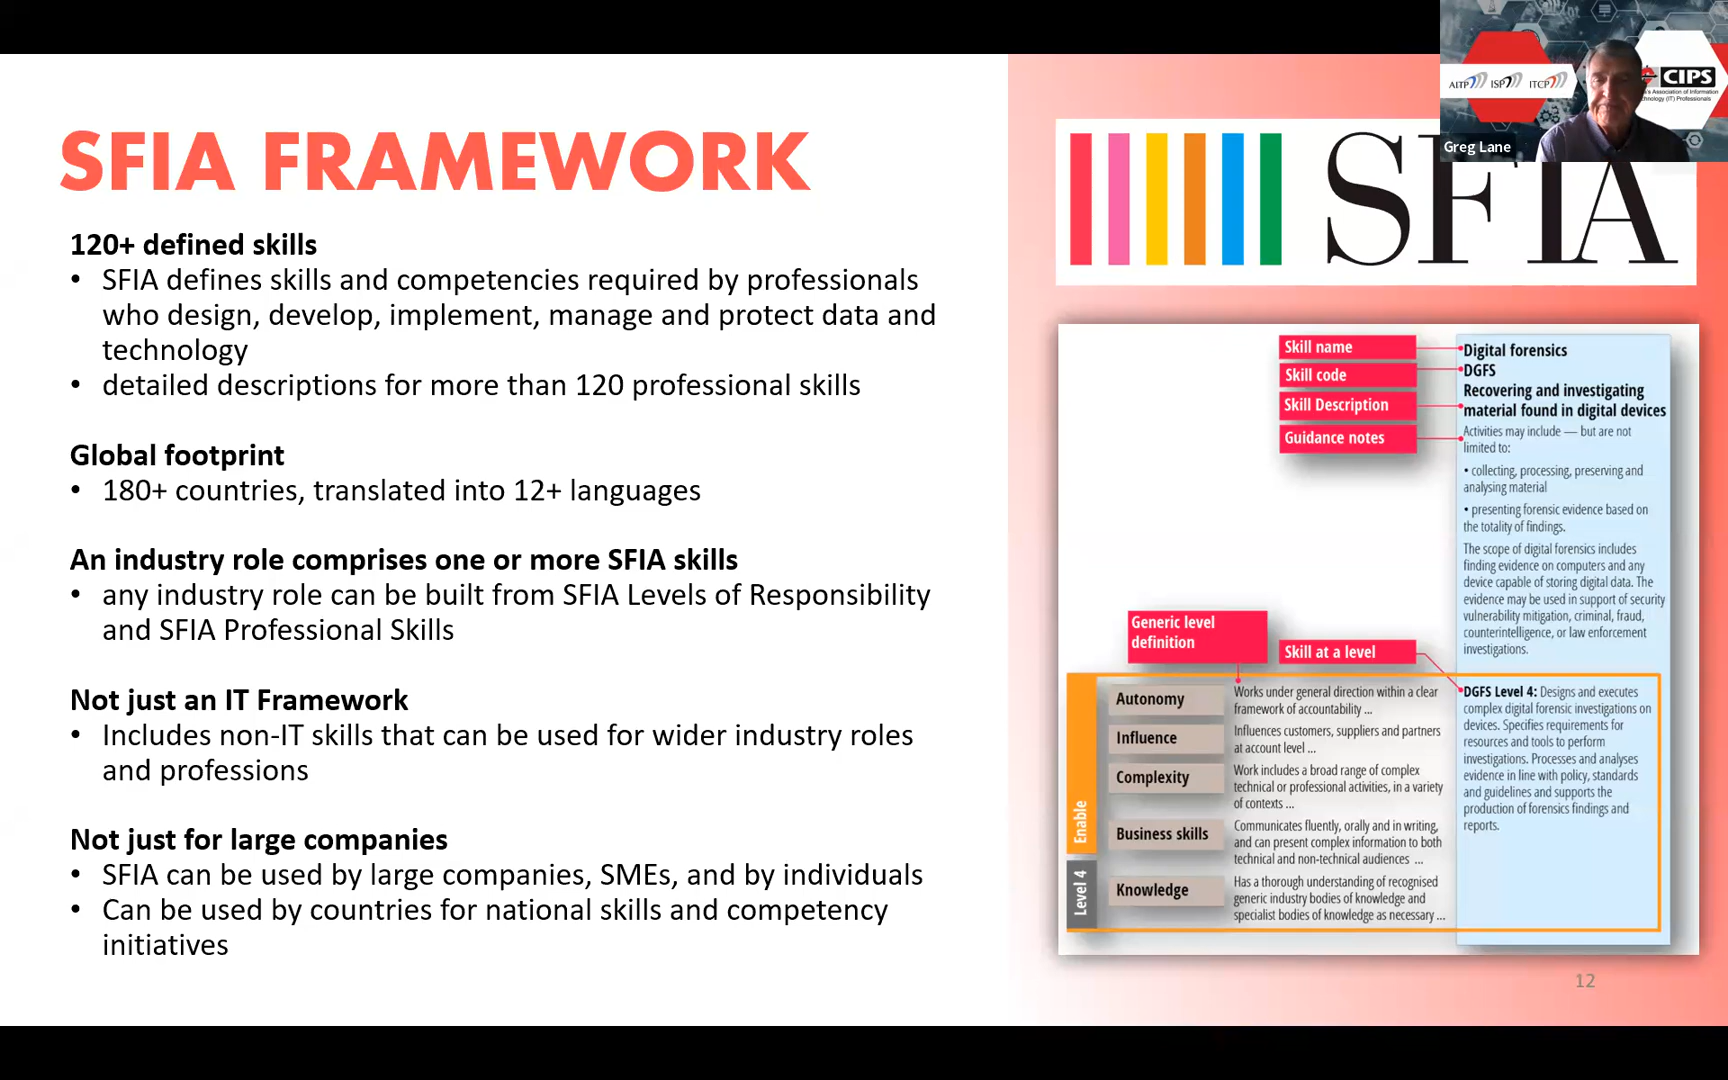 SFIA FRAMEWORK
120+ defined skills
• SFIA defines skills and competencies required by professionals
who design, develop, implement, manage and protect data and
technology
• detailed descriptions for more than 120 professional skills
Global footprint
• 180+ countries, translated into 12+ languages
An industry role comprises one or more SFIA skills
• any industry role can be built from SFIA Levels of Responsibility
and SFIA Professional Skills
Not just an IT Framework
• Includes non-IT skills that can be used for wider industry roles
and professions
Not just for large companies
• SFIA can be used by large companies, SMEs, and by individuals
• Can be used by countries for national skills and competency
initiatives
AITP ISP ITCP
CIPS
Association of Information
Technology (IT) Professionals
Greg Lane
SFIA
Skill name
Skill code
Skill Description
Guidance notes
Digital forensics
DGFS
Recovering and investigating
material found in digital devices
Activities may include — but are not
limited to:
• collecting, processing, preserving and
analysing material
• presenting forensic evidence based on
the totality of findings.
The scope of digital forensics includes
finding evidence on computers and any
device capable of storing digital data. The
evidence may be used in support of security
vulnerability mitigation, criminal, fraud,
counterintelligence, or law enforcement
investigations.
Generic level
definition
Skill at a level
Enable
Level 4
Autonomy
Works under general direction within a clear
framework of accountability ...
Influence
Influences customers, suppliers and partners
at account level ...
Complexity
Work includes a broad range of complex
technical or professional activities, in a variety
of contexts ...
Business skills
Communicates fluently, orally and in writing,
and can present complex information to both
technical and non-technical audiences ...
Knowledge
Has a thorough understanding of recognised
generic industry bodies of knowledge and
specialist bodies of knowledge as necessary ...
DGFS Level 4: Designs and executes
complex digital forensic investigations on
devices. Specifies requirements for
resources and tools to perform
investigations. Processes and analyses
evidence in line with policy, standards
and guidelines and supports the
production of forensics findings and
reports.
12